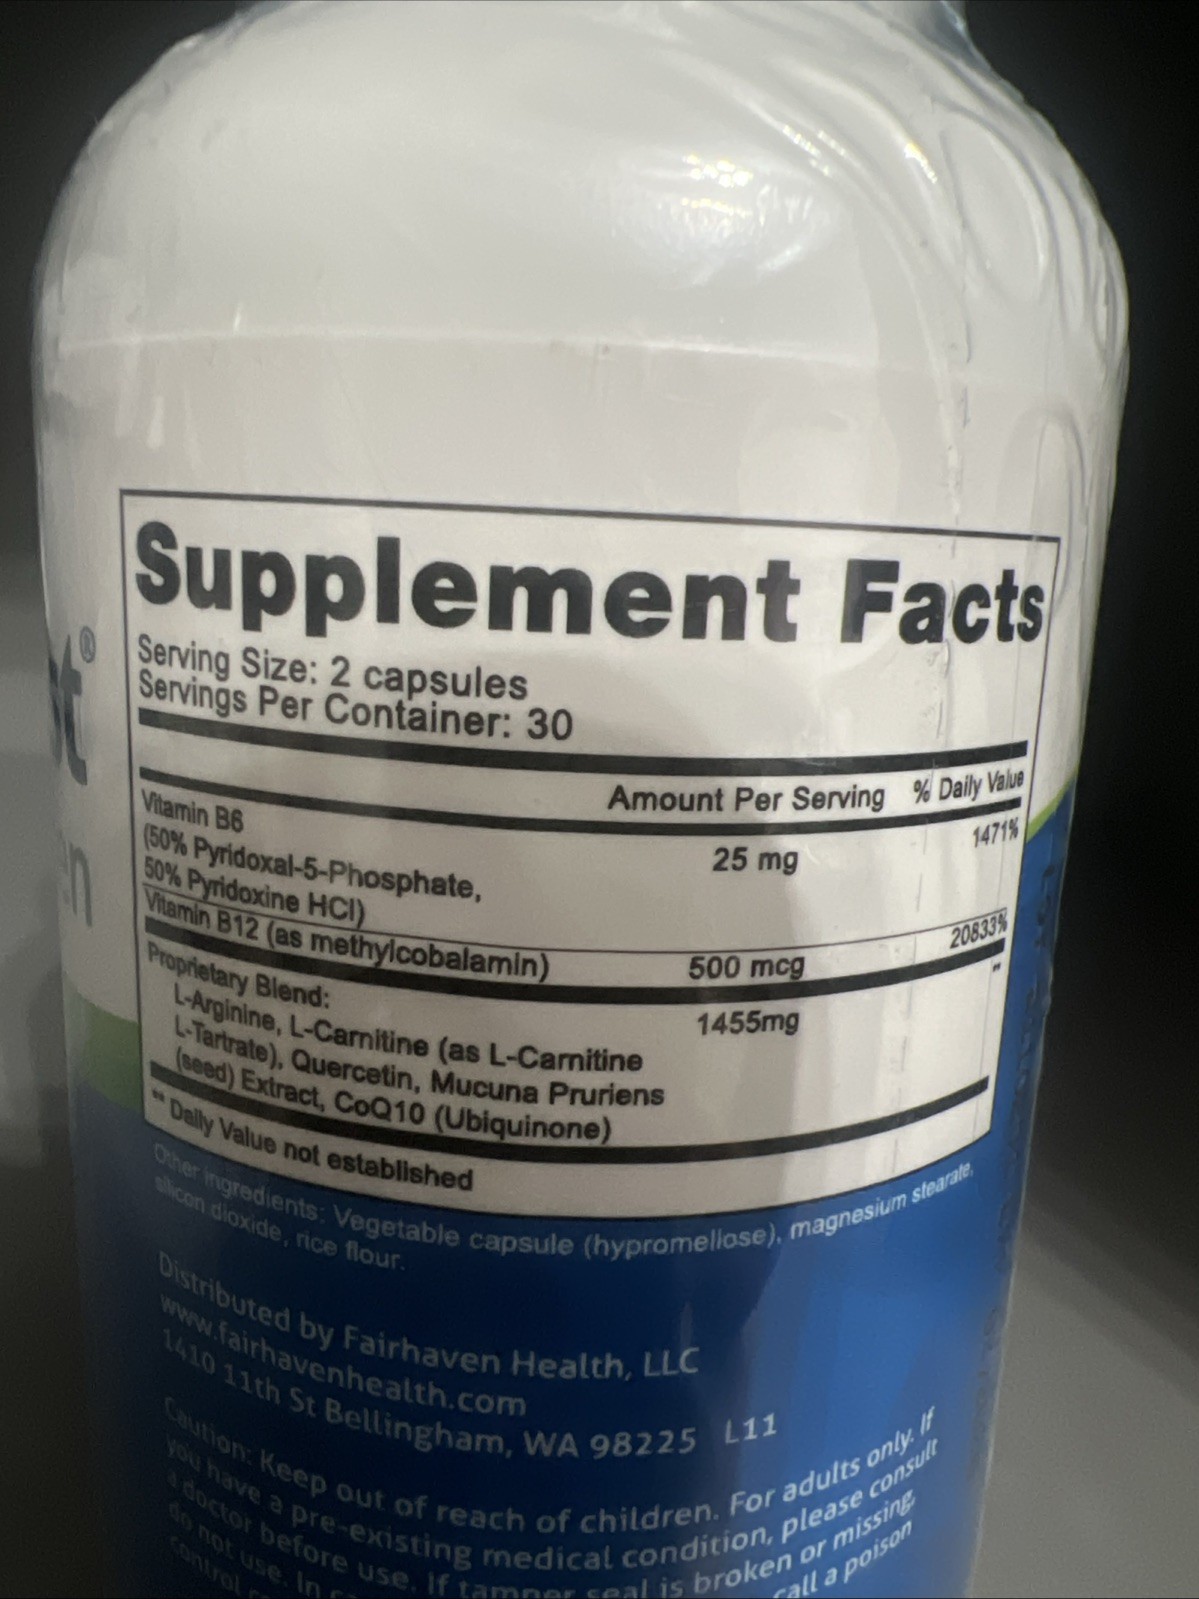 st®
en
Supplement Facts
Serving Size: 2 capsules
Servings Per Container: 30
Amount Per Serving % Daily Value
Vitamin B6
(50% Pyridoxal-5-Phosphate,
50% Pyridoxine HCl)
25 mg
1471%
Vitamin B12 (as methylcobalamin) 500 mcg 20833%
Proprietary Blend: 1455mg **
L-Arginine, L-Carnitine (as L-Carnitine
L-Tartrate), Quercetin, Mucuna Pruriens
(seed) Extract, CoQ10 (Ubiquinone)
** Daily Value not established
Other ingredients: Vegetable capsule (hypromellose), magnesium stearate,
silicon dioxide, rice flour.
Distributed by Fairhaven Health, LLC
www.fairhavenhealth.com
1410 11th St Bellingham, WA 98225 L11
Caution: Keep out of reach of children. For adults only. If
you have a pre-existing medical condition, please consult
a doctor before use. If tamper seal is broken or missing,
do not use. In call a poison
control